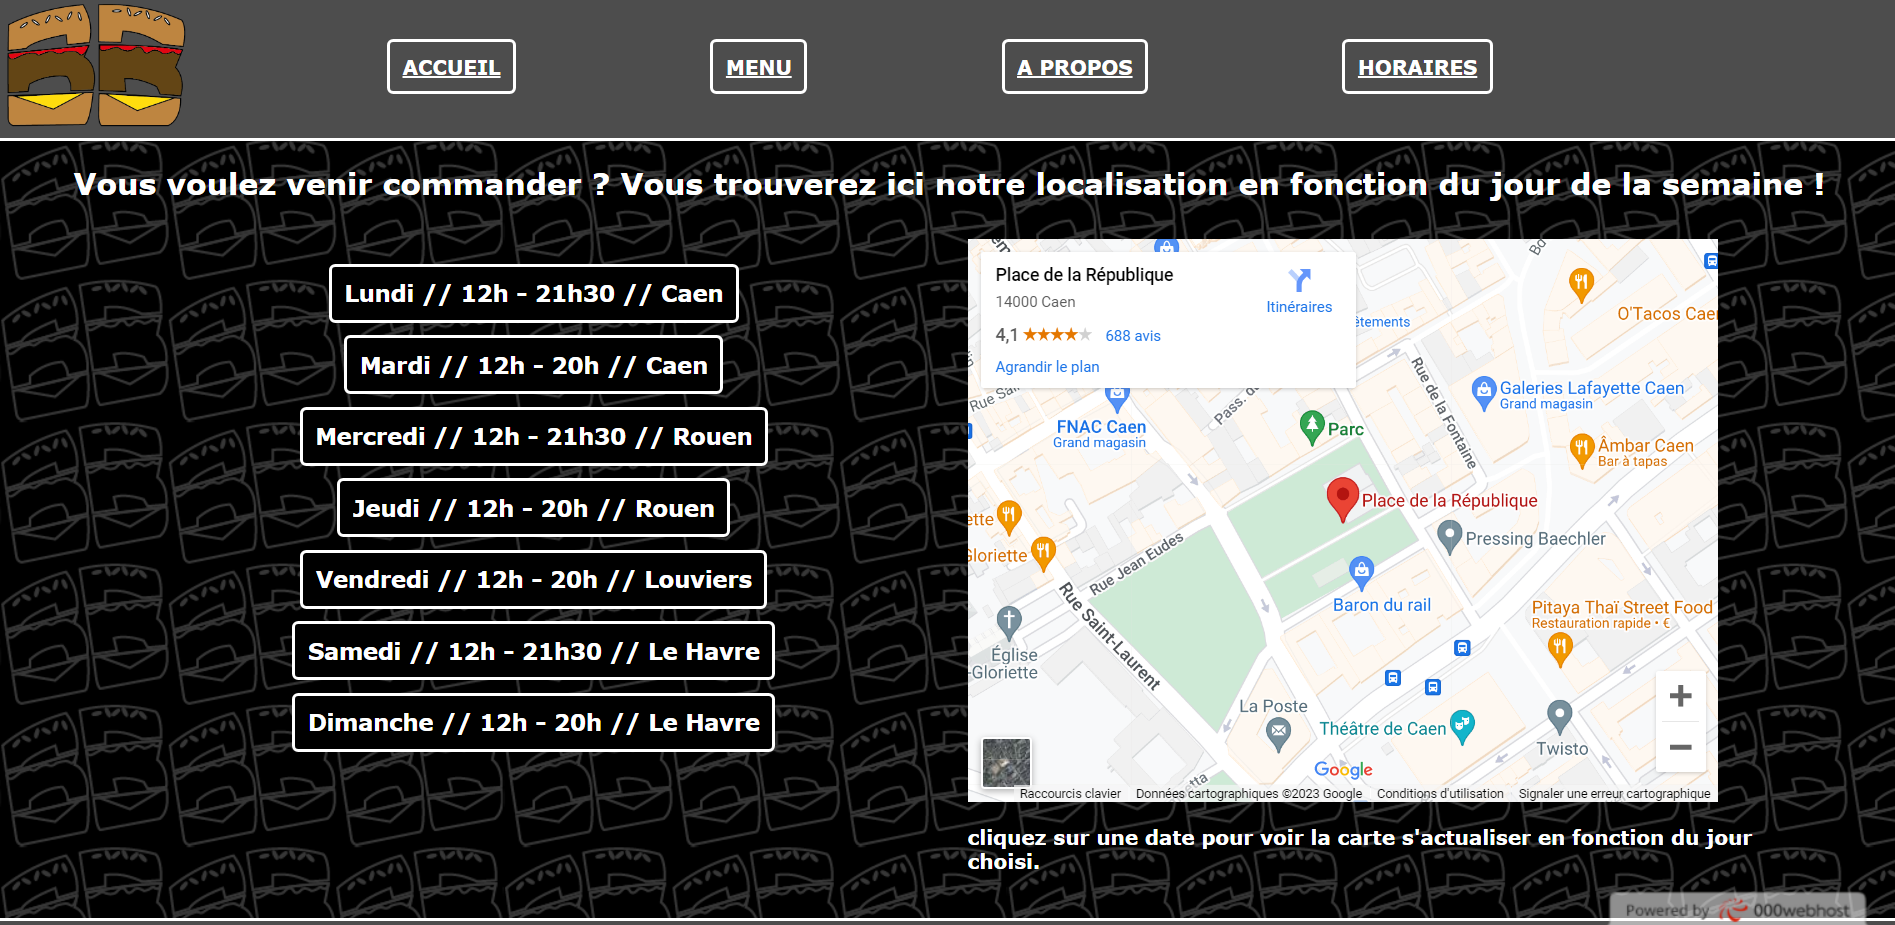 ACCUEIL
MENU
A PROPOS
HORAIRES
Vous voulez venir commander ? Vous trouverez ici notre localisation en fonction du jour de la semaine !
Lundi // 12h - 21h30 // Caen
Mardi // 12h - 20h // Caen
Mercredi // 12h - 21h30 // Rouen
Jeudi // 12h - 20h // Rouen
Vendredi // 12h - 20h // Louviers
Samedi // 12h - 21h30 // Le Havre
Dimanche // 12h - 20h // Le Havre
Place de la République
14000 Caen
4,1
688 avis
Agrandir le plan
Itinéraires
êtements
Bd
O'Tacos Caen
Rue Sa
Pass. d
Rue de la Fontaine
Galeries Lafayette Caen
Grand magasin
FNAC Caen
Grand magasin
Parc
Âmbar Caen
Bar à tapas
Place de la République
ette
Gloriette
Pressing Baechler
Rue Jean Eudes
Rue Saint-Laurent
Baron du rail
Pitaya Thaï Street Food
Restauration rapide • €
Église
-Gloriette
La Poste
Théâtre de Caen
Twisto
etta
Google
Raccourcis clavier
Données cartographiques ©2023 Google
Conditions d'utilisation
Signaler une erreur cartographique
cliquez sur une date pour voir la carte s'actualiser en fonction du jour
choisi.
Powered by 000webhost